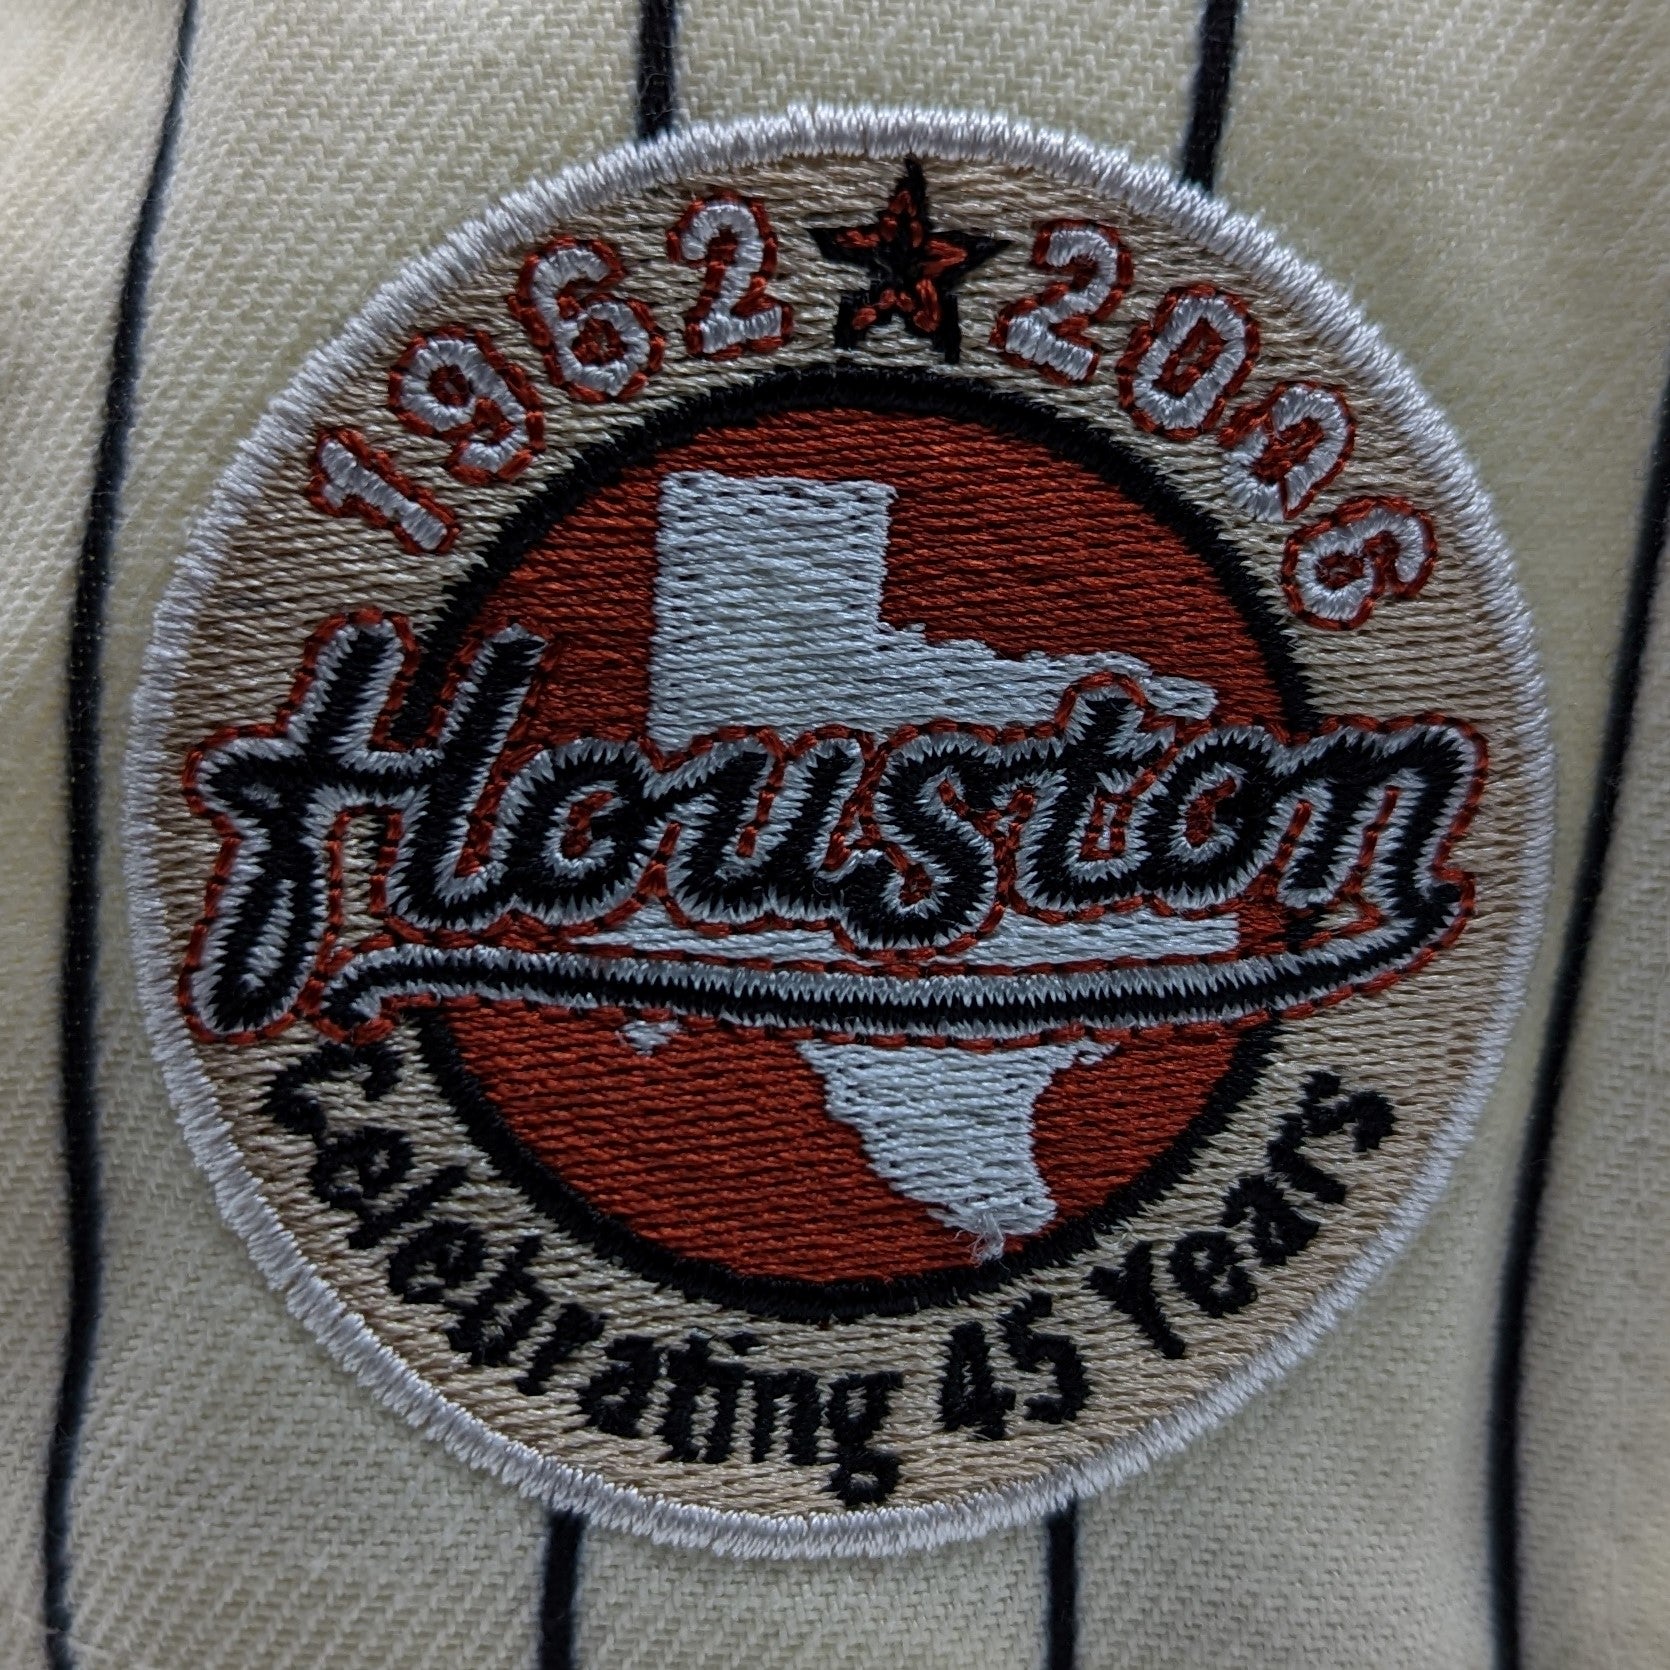 1962 ★ 2006
Houston
Celebrating 45 Years